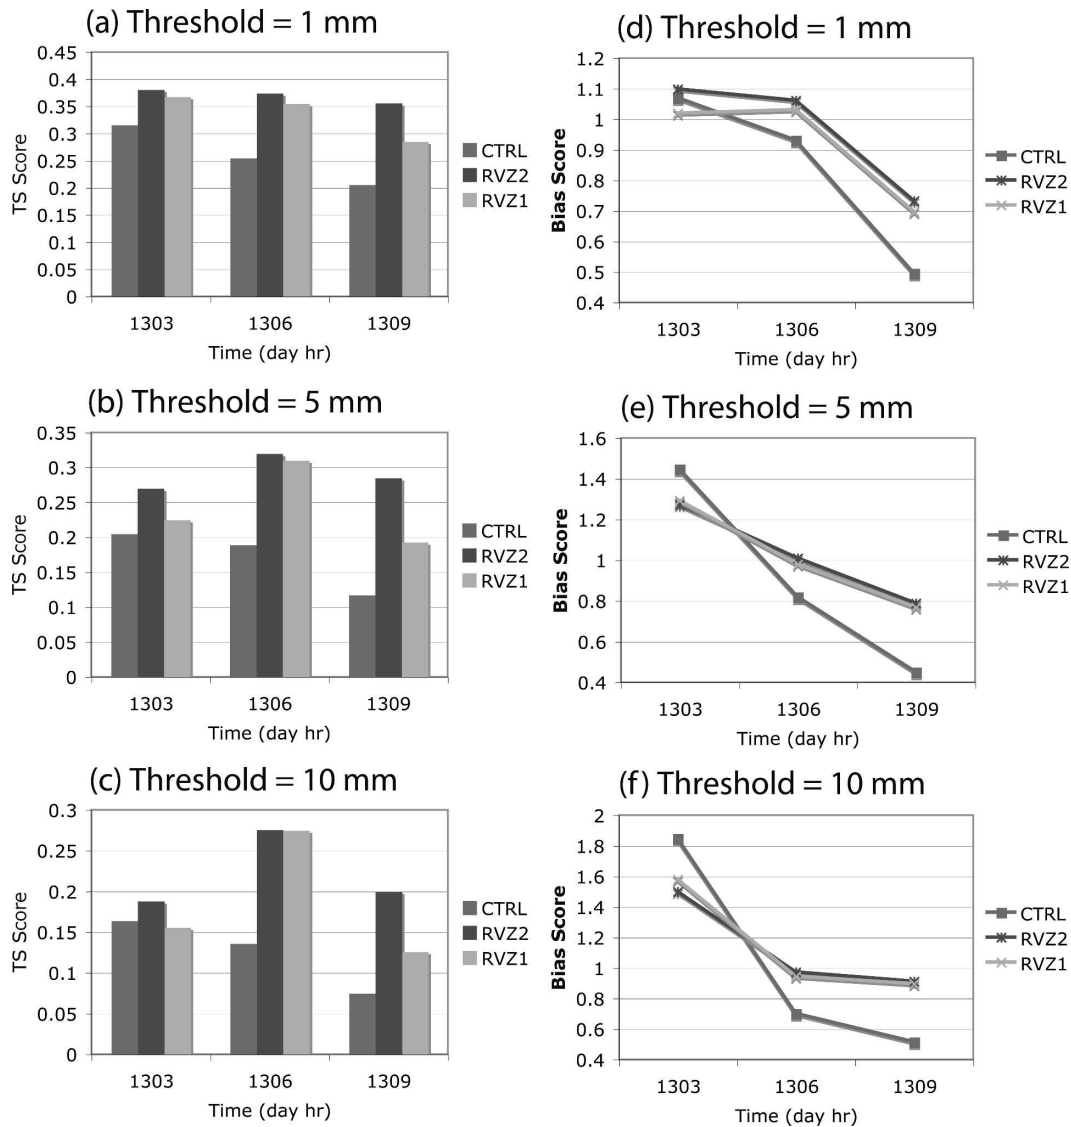 (a) Threshold = 1 mm
0.45
0.4
0.35
0.3
0.25
0.2
0.15
0.1
0.05
0
TS Score
1303 1306 1309
Time (day hr)
CTRL
RVZ2
RVZ1
(d) Threshold = 1 mm
1.2
1.1
1
0.9
0.8
0.7
0.6
0.5
0.4
Bias Score
1303 1306 1309
Time (day hr)
CTRL
RVZ2
RVZ1
(b) Threshold = 5 mm
0.35
0.3
0.25
0.2
0.15
0.1
0.05
0
TS Score
1303 1306 1309
Time (day hr)
CTRL
RVZ2
RVZ1
(e) Threshold = 5 mm
1.6
1.4
1.2
1
0.8
0.6
0.4
Bias Score
1303 1306 1309
Time (day hr)
CTRL
RVZ2
RVZ1
(c) Threshold = 10 mm
0.3
0.25
0.2
0.15
0.1
0.05
0
TS Score
1303 1306 1309
Time (day hr)
CTRL
RVZ2
RVZ1
(f) Threshold = 10 mm
2
1.8
1.6
1.4
1.2
1
0.8
0.6
0.4
Bias Score
1303 1306 1309
Time (day hr)
CTRL
RVZ2
RVZ1